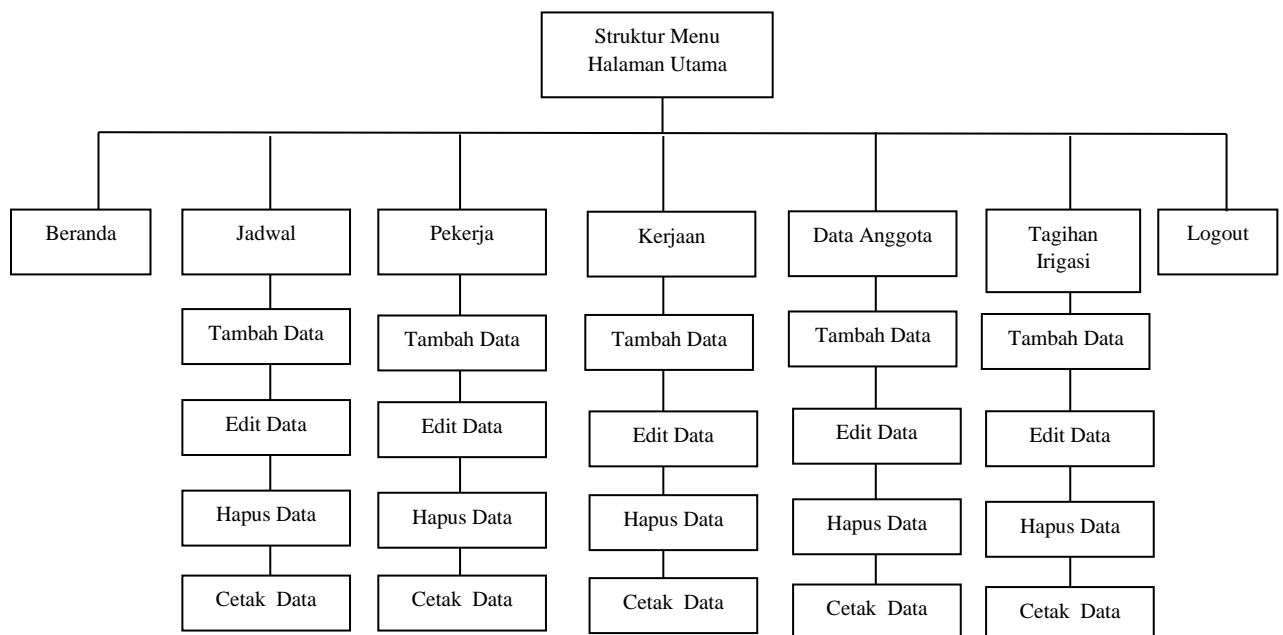 Struktur Menu
Halaman Utama
Beranda
Jadwal
Pekerja
Kerjaan
Data Anggota
Tagihan
Irigasi
Logout
Tambah Data
Tambah Data
Tambah Data
Tambah Data
Tambah Data
Edit Data
Edit Data
Edit Data
Edit Data
Edit Data
Hapus Data
Hapus Data
Hapus Data
Hapus Data
Hapus Data
Cetak Data
Cetak Data
Cetak Data
Cetak Data
Cetak Data